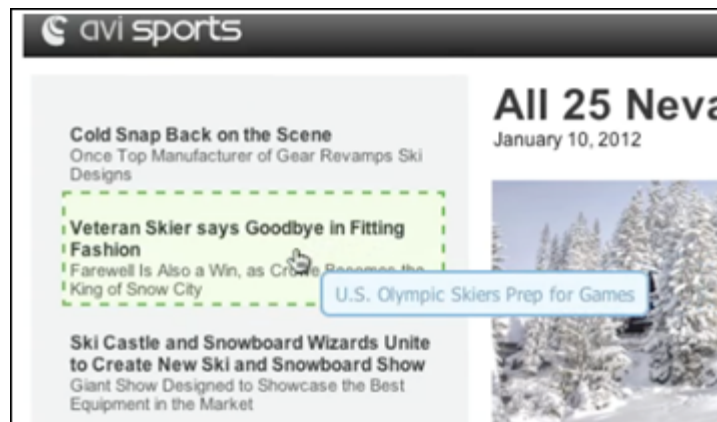 avi sports
Cold Snap Back on the Scene
Once Top Manufacturer of Gear Revamps Ski
Designs
Veteran Skier says Goodbye in Fitting
Fashion
Farewell Is Also a Win, as Crowe Becomes the
King of Snow City
U.S. Olympic Skiers Prep for Games
Ski Castle and Snowboard Wizards Unite
to Create New Ski and Snowboard Show
Giant Show Designed to Showcase the Best
Equipment in the Market
All 25 Neva
January 10, 2012